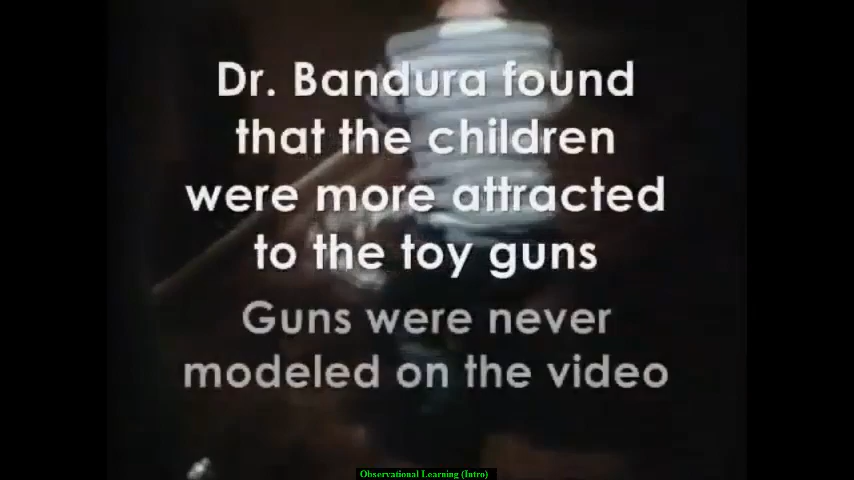 Dr. Bandura found
that the children
were more attracted
to the toy guns
Guns were never
modeled on the video
Observational Learning (Intro)